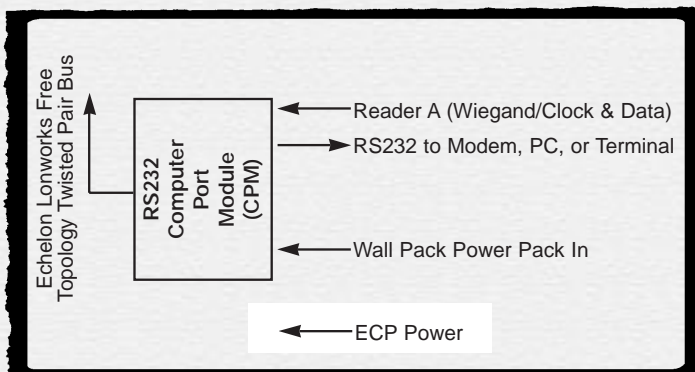 Echelon Lonworks Free
Topology Twisted Pair Bus
RS232
Computer
Port
Module
(CPM)
Reader A (Wiegand/Clock & Data)
RS232 to Modem, PC, or Terminal
Wall Pack Power Pack In
ECP Power